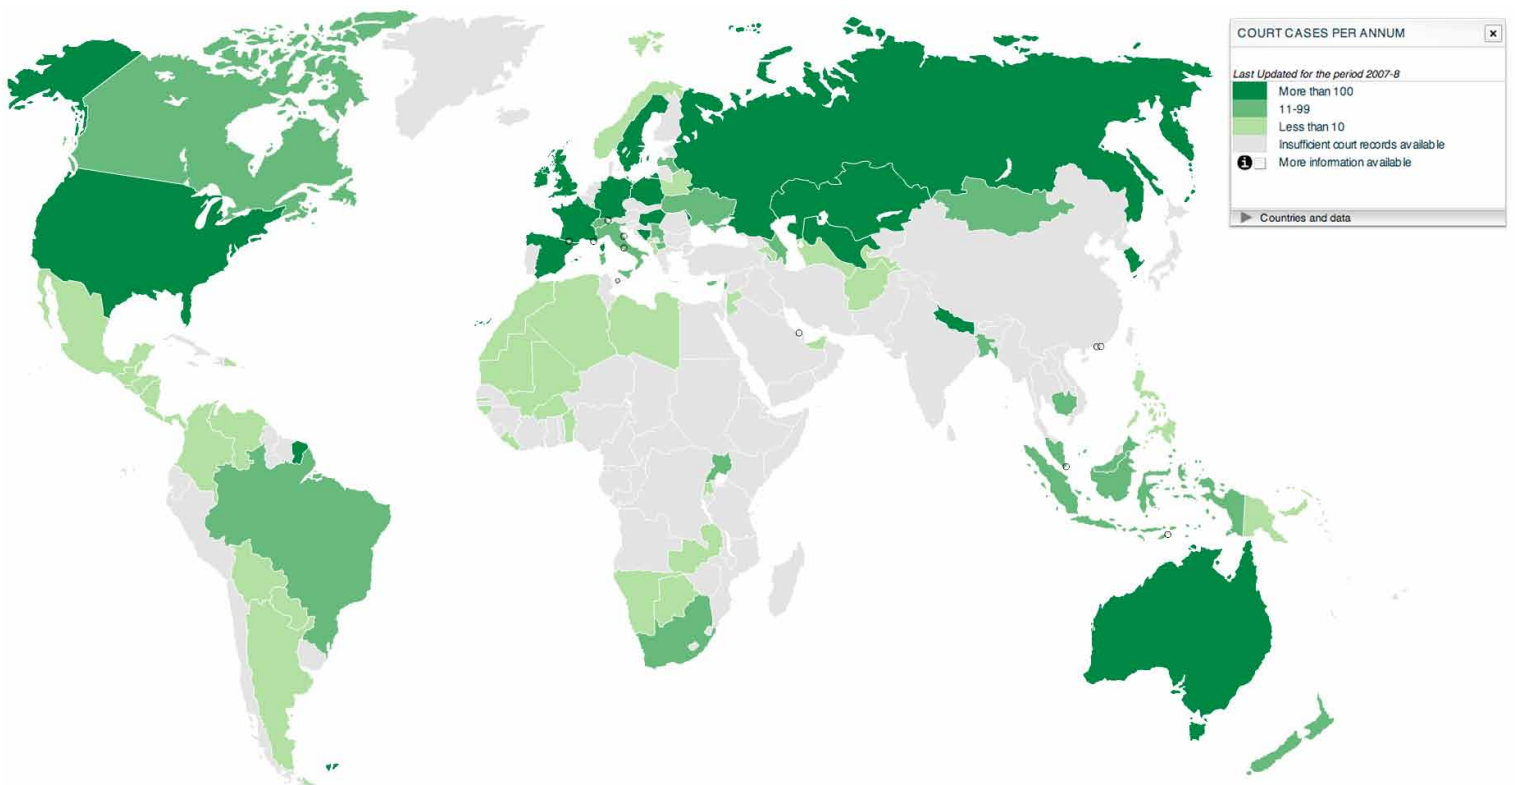 COURT CASES PER ANNUM
Last Updated for the period 2007-8
More than 100
11-99
Less than 10
Insufficient court records available
More information available
Countries and data